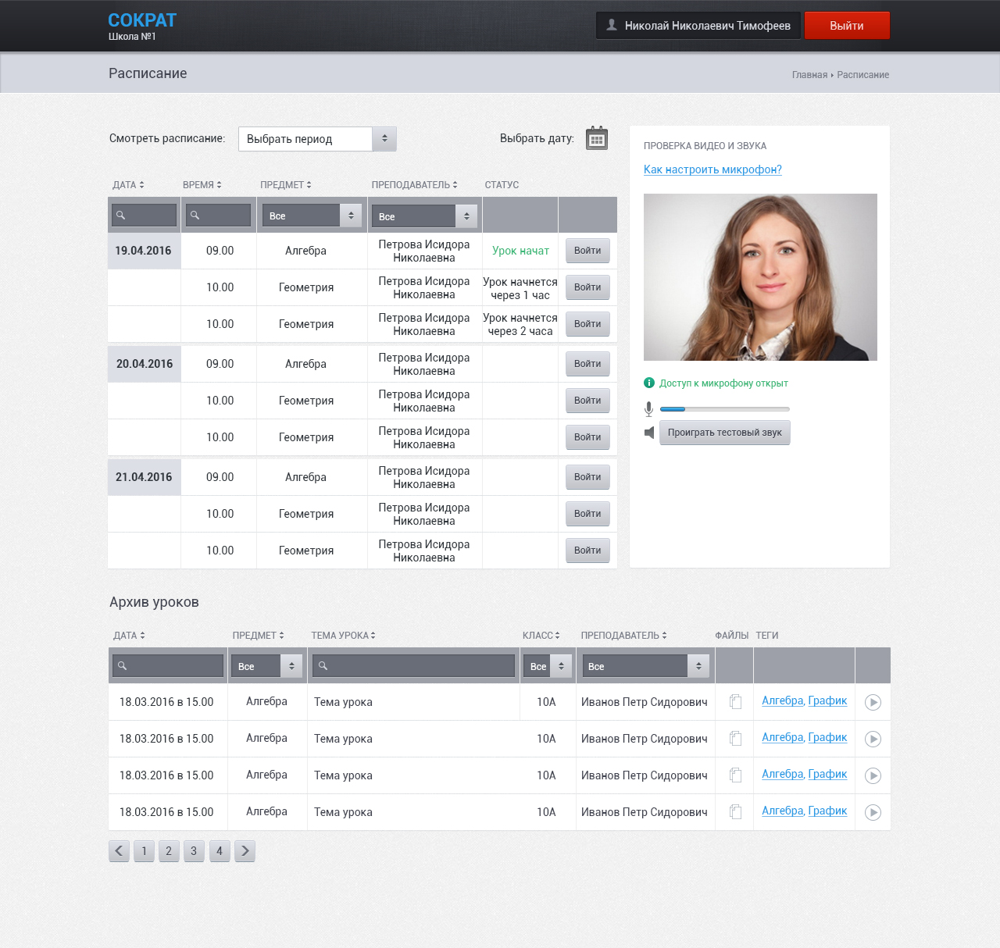 СОКРАТ
Школа №1
Николай Николаевич Тимофеев
Выйти
Расписание
Главная ▸ Расписание
Смотреть расписание: Выбрать период
Выбрать дату:
ДАТА ВРЕМЯ ПРЕДМЕТ ПРЕПОДАВАТЕЛЬ СТАТУС
Все Все
19.04.2016 09.00 Алгебра Петрова Исидора Николаевна Урок начат Войти
10.00 Геометрия Петрова Исидора Николаевна Урок начнется через 1 час Войти
10.00 Геометрия Петрова Исидора Николаевна Урок начнется через 2 часа Войти
20.04.2016 09.00 Алгебра Петрова Исидора Николаевна Войти
10.00 Геометрия Петрова Исидора Николаевна Войти
10.00 Геометрия Петрова Исидора Николаевна Войти
21.04.2016 09.00 Алгебра Петрова Исидора Николаевна Войти
10.00 Геометрия Петрова Исидора Николаевна Войти
10.00 Геометрия Петрова Исидора Николаевна Войти
ПРОВЕРКА ВИДЕО И ЗВУКА
Как настроить микрофон?
Доступ к микрофону открыт
Проиграть тестовый звук
Архив уроков
ДАТА ПРЕДМЕТ ТЕМА УРОКА КЛАСС ПРЕПОДАВАТЕЛЬ ФАЙЛЫ ТЕГИ
Все Все Все
18.03.2016 в 15.00 Алгебра Тема урока 10А Иванов Петр Сидорович Алгебра, График
18.03.2016 в 15.00 Алгебра Тема урока 10А Иванов Петр Сидорович Алгебра, График
18.03.2016 в 15.00 Алгебра Тема урока 10А Иванов Петр Сидорович Алгебра, График
18.03.2016 в 15.00 Алгебра Тема урока 10А Иванов Петр Сидорович Алгебра, График
1 2 3 4